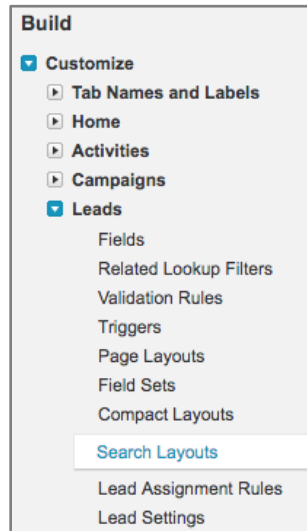 Build
Customize
Tab Names and Labels
Home
Activities
Campaigns
Leads
Fields
Related Lookup Filters
Validation Rules
Triggers
Page Layouts
Field Sets
Compact Layouts
Search Layouts
Lead Assignment Rules
Lead Settings